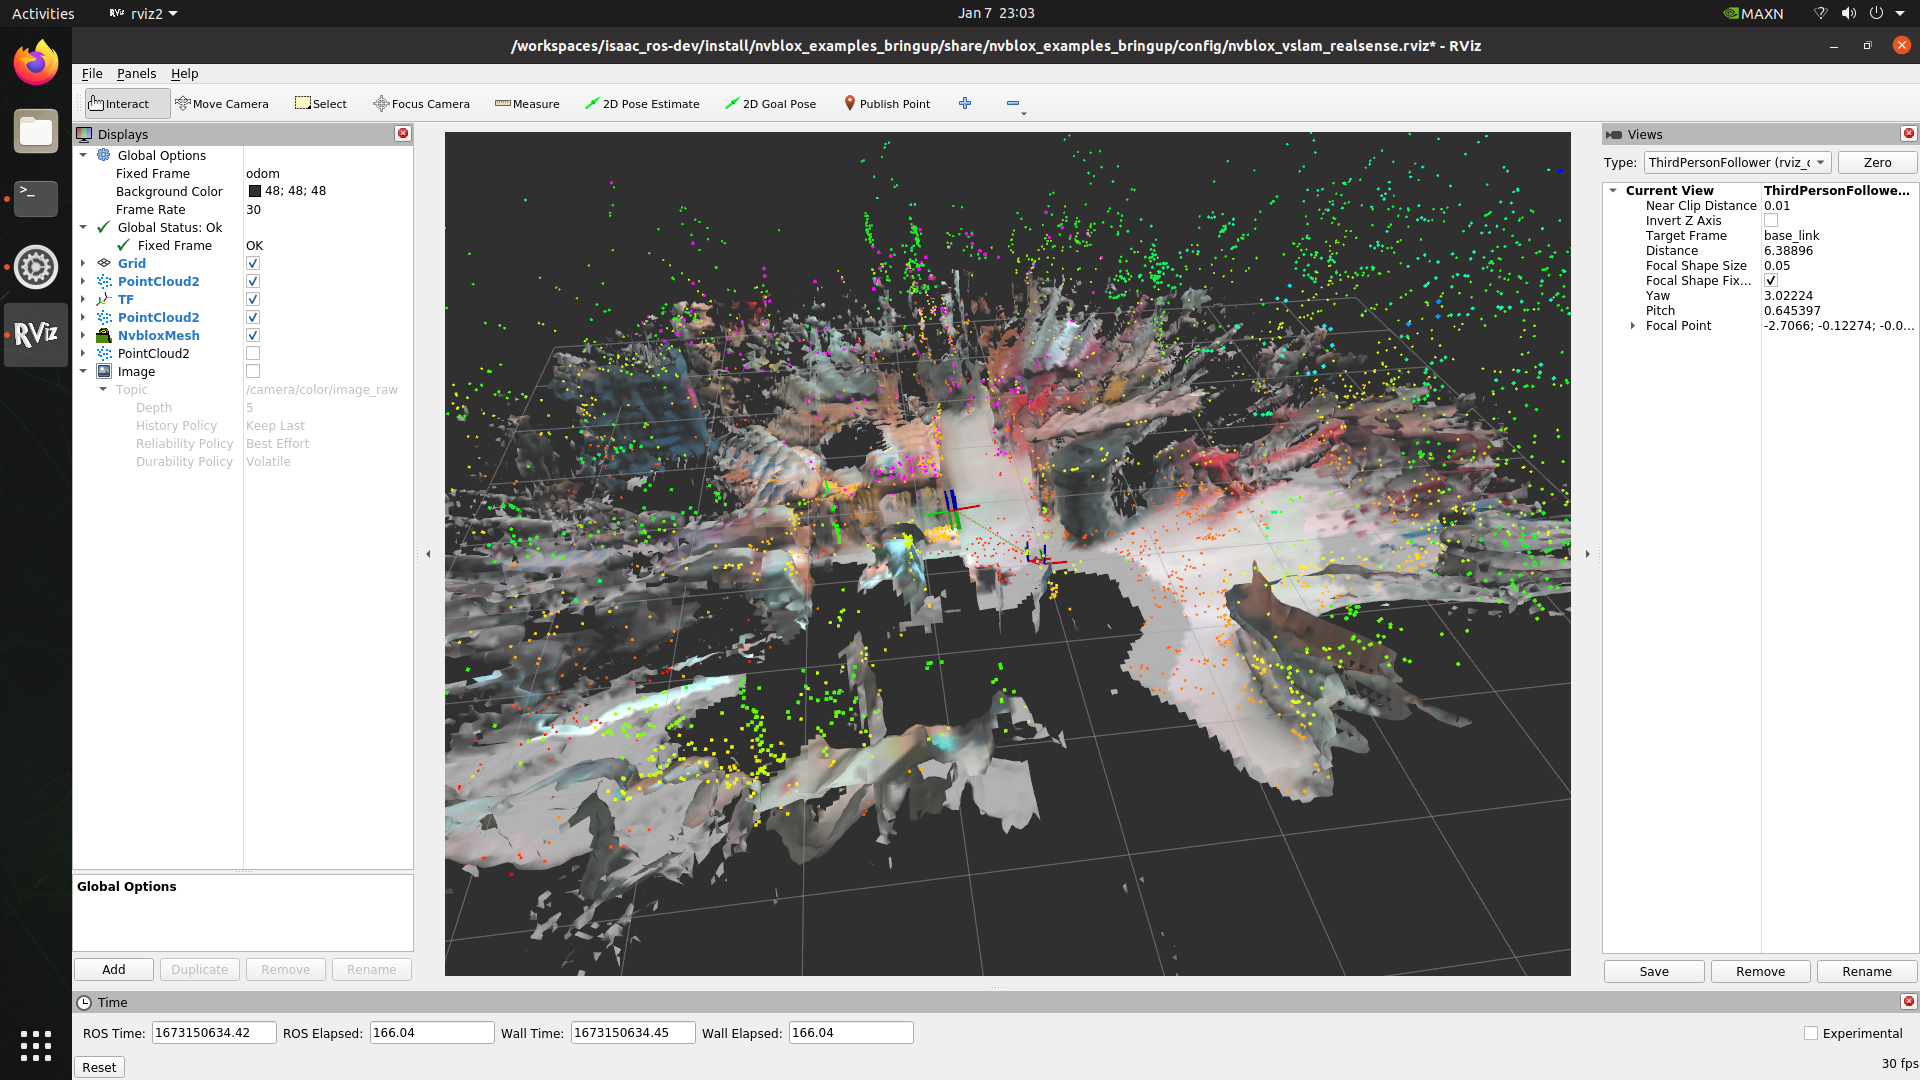 Activities
rviz2
Jan 7 23:03
MAXN
/workspaces/isaac_ros-dev/install/nvblox_examples_bringup/share/nvblox_examples_bringup/config/nvblox_vslam_realsense.rviz* - RViz
File Panels Help
Interact Move Camera Select Focus Camera Measure 2D Pose Estimate 2D Goal Pose Publish Point
Displays
Global Options
Fixed Frame odom
Background Color 48; 48; 48
Frame Rate 30
Global Status: Ok
Fixed Frame OK
Grid
PointCloud2
TF
PointCloud2
NvbloxMesh
PointCloud2
Image
Topic /camera/color/image_raw
Depth 5
History Policy Keep Last
Reliability Policy Best Effort
Durability Policy Volatile
Global Options
Add Duplicate Remove Rename
Views
Type: ThirdPersonFollower (rviz_ Zero
Current View ThirdPersonFollowe...
Near Clip Distance 0.01
Invert Z Axis
Target Frame base_link
Distance 6.38896
Focal Shape Size 0.05
Focal Shape Fix...
Yaw 3.02224
Pitch 0.645397
Focal Point -2.7066; -0.12274; -0.0...
Save Remove Rename
Time
ROS Time: 1673150634.42 ROS Elapsed: 166.04 Wall Time: 1673150634.45 Wall Elapsed: 166.04 Experimental
Reset 30 fps
RViz